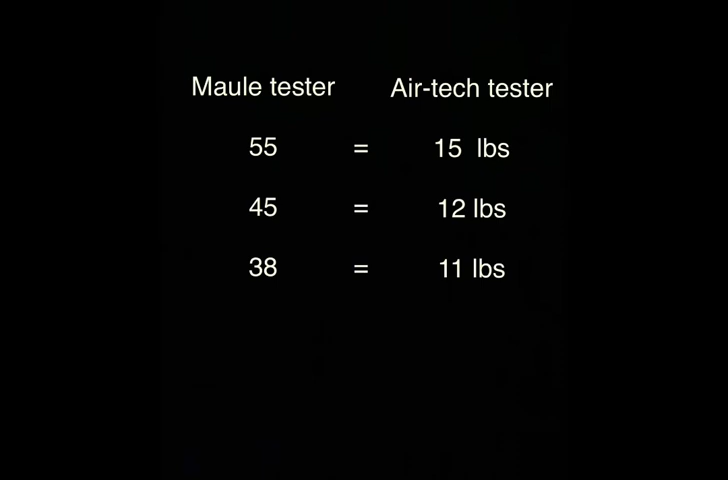 Maule tester Air-tech tester
55 = 15 lbs
45 = 12 lbs
38 = 11 lbs